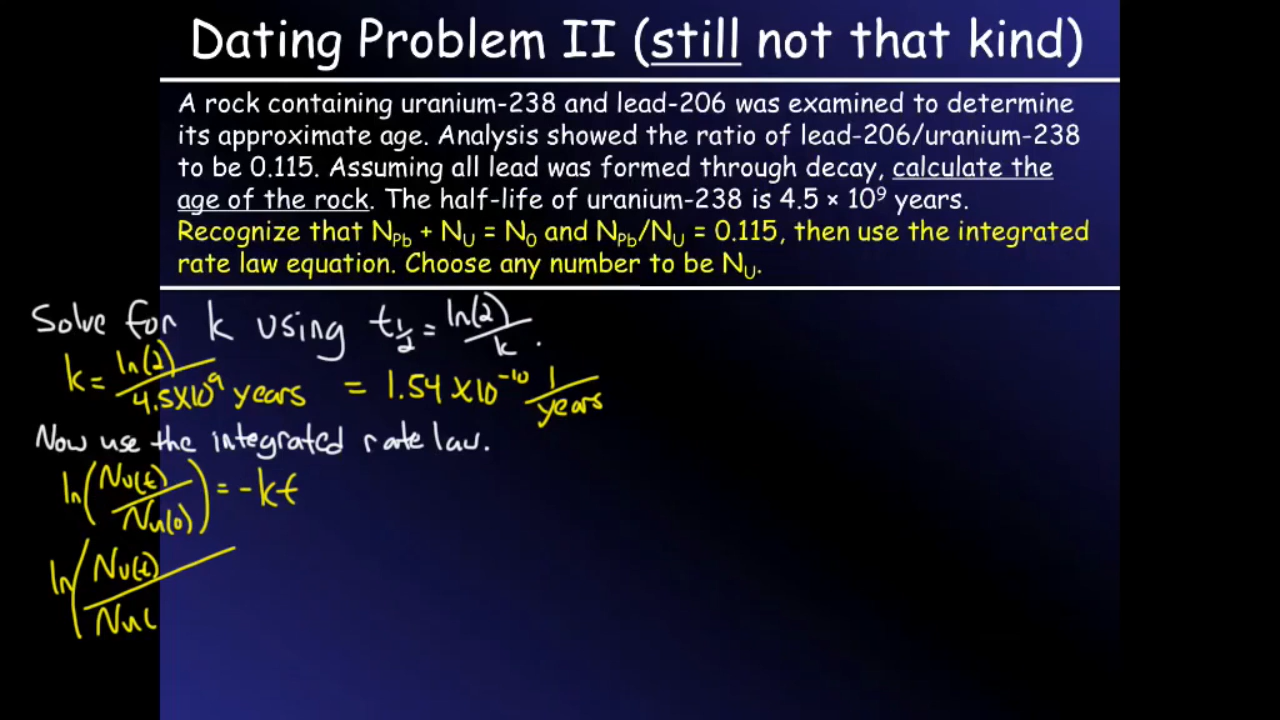 Dating Problem II (still not that kind)
A rock containing uranium-238 and lead-206 was examined to determine
its approximate age. Analysis showed the ratio of lead-206/uranium-238
to be 0.115. Assuming all lead was formed through decay, calculate the
age of the rock. The half-life of uranium-238 is 4.5 × 10⁹ years.
Recognize that N_Pb + N_U = N_0 and N_Pb/N_U = 0.115, then use the integrated
rate law equation. Choose any number to be N_U.
Solve for k using t_1/2 = ln(2)/k.
k = ln(2)/4.5X10⁹ years = 1.54 X10⁻¹⁰ 1/years
Now use the integrated rate law.
ln(N_U(t)/N_U(0)) = -kt
ln(N_U(t)/N_U(